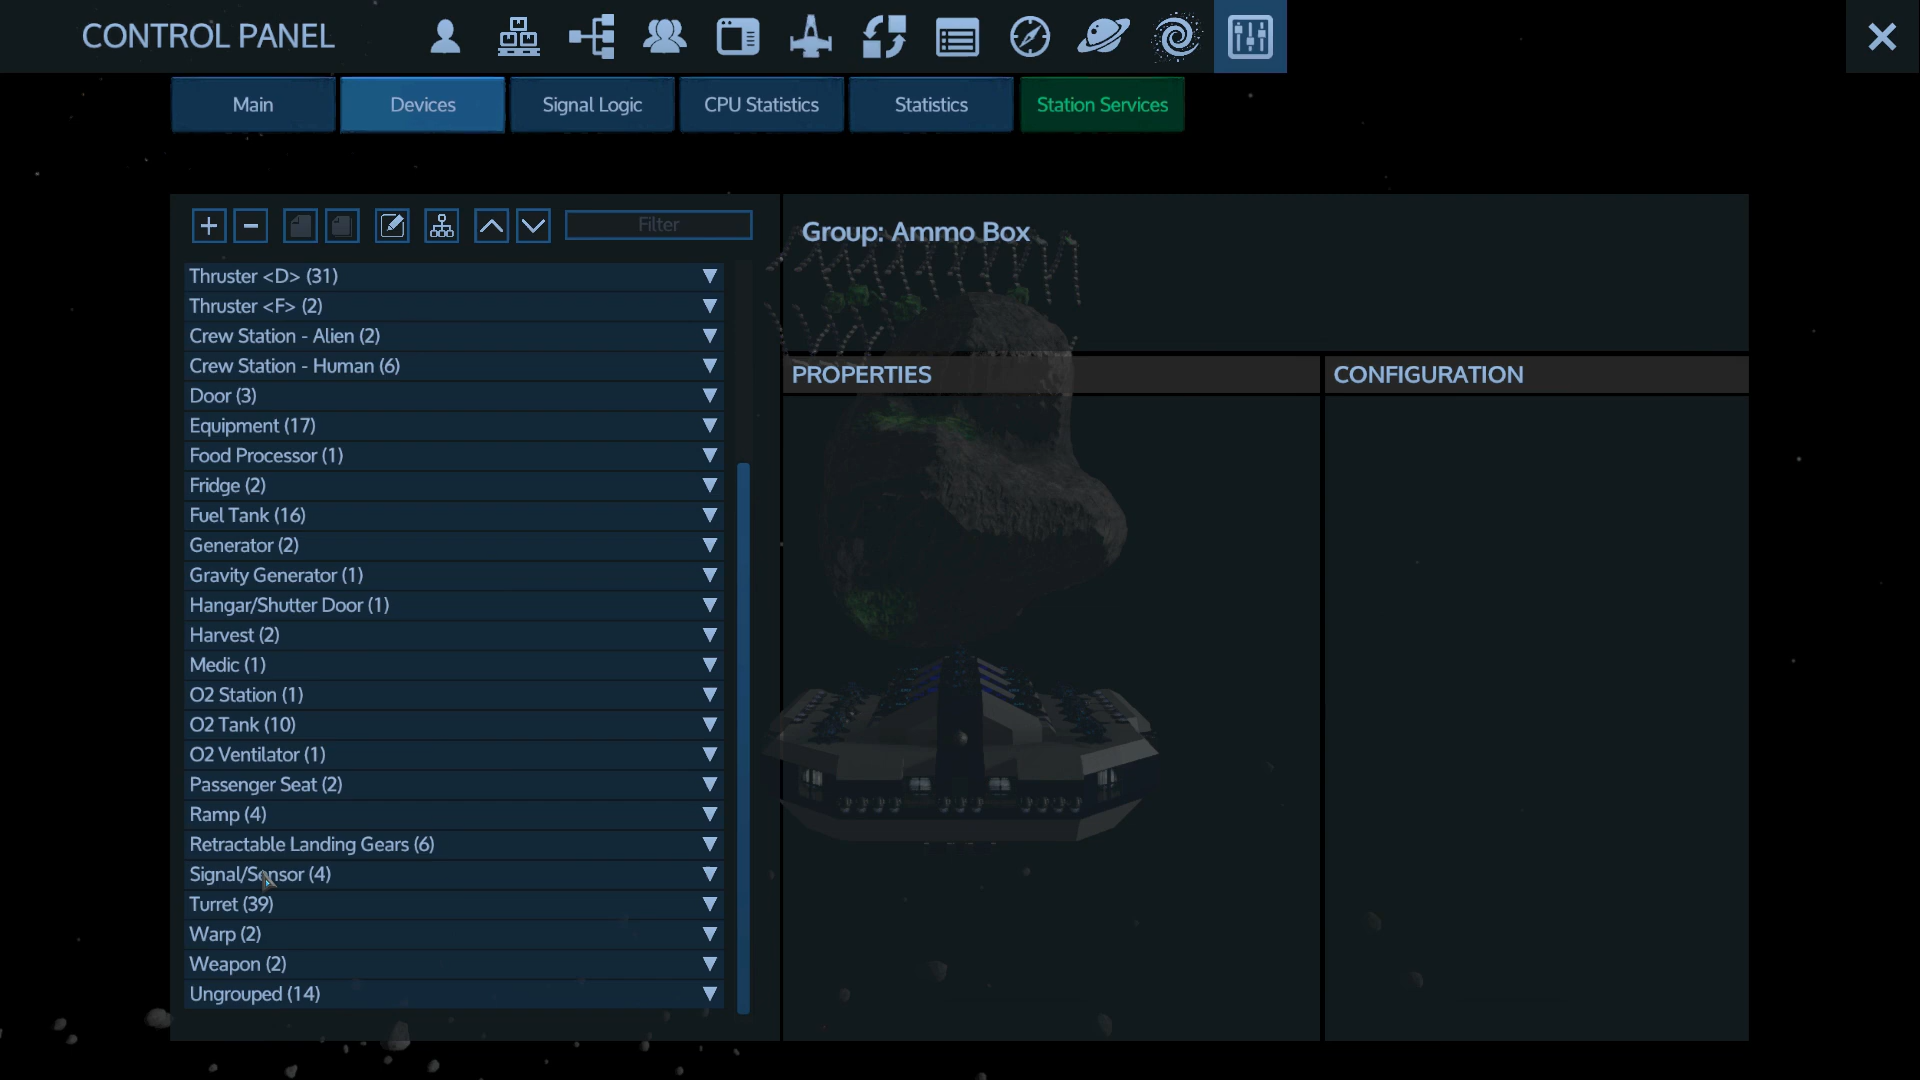 CONTROL PANEL
Main
Devices
Signal Logic
CPU Statistics
Statistics
Station Services
Filter
Thruster <D> (31)
Thruster <F> (2)
Crew Station - Alien (2)
Crew Station - Human (6)
Door (3)
Equipment (17)
Food Processor (1)
Fridge (2)
Fuel Tank (16)
Generator (2)
Gravity Generator (1)
Hangar/Shutter Door (1)
Harvest (2)
Medic (1)
O2 Station (1)
O2 Tank (10)
O2 Ventilator (1)
Passenger Seat (2)
Ramp (4)
Retractable Landing Gears (6)
Signal/Sensor (4)
Turret (39)
Warp (2)
Weapon (2)
Ungrouped (14)
Group: Ammo Box
PROPERTIES
CONFIGURATION